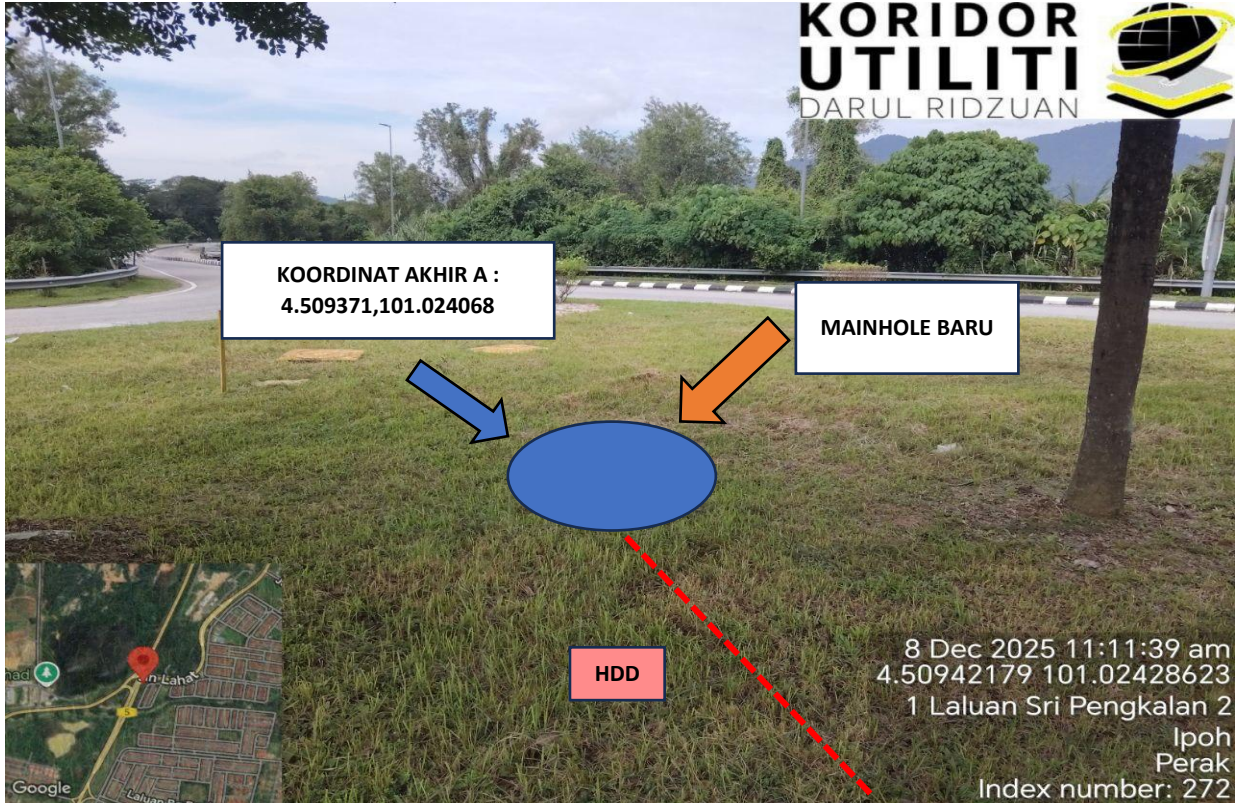 KORIDOR
UTILITI
DARUL RIDZUAN
KOORDINAT AKHIR A :
4.509371,101.024068
MAINHOLE BARU
HDD
8 Dec 2025 11:11:39 am
4.50942179 101.02428623
1 Laluan Sri Pengkalan 2
Ipoh
Perak
Index number: 272
5
Google